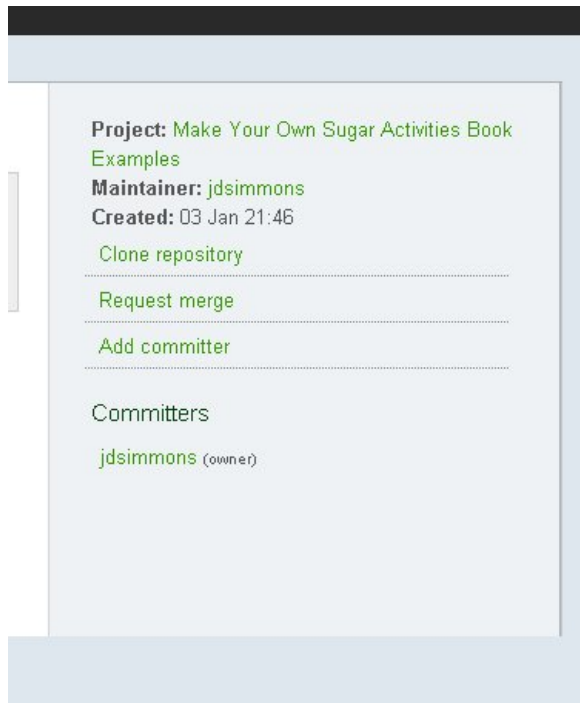 Project: Make Your Own Sugar Activities Book
Examples
Maintainer: jdsimmons
Created: 03 Jan 21:46
Clone repository
Request merge
Add committer
Committers
jdsimmons (owner)